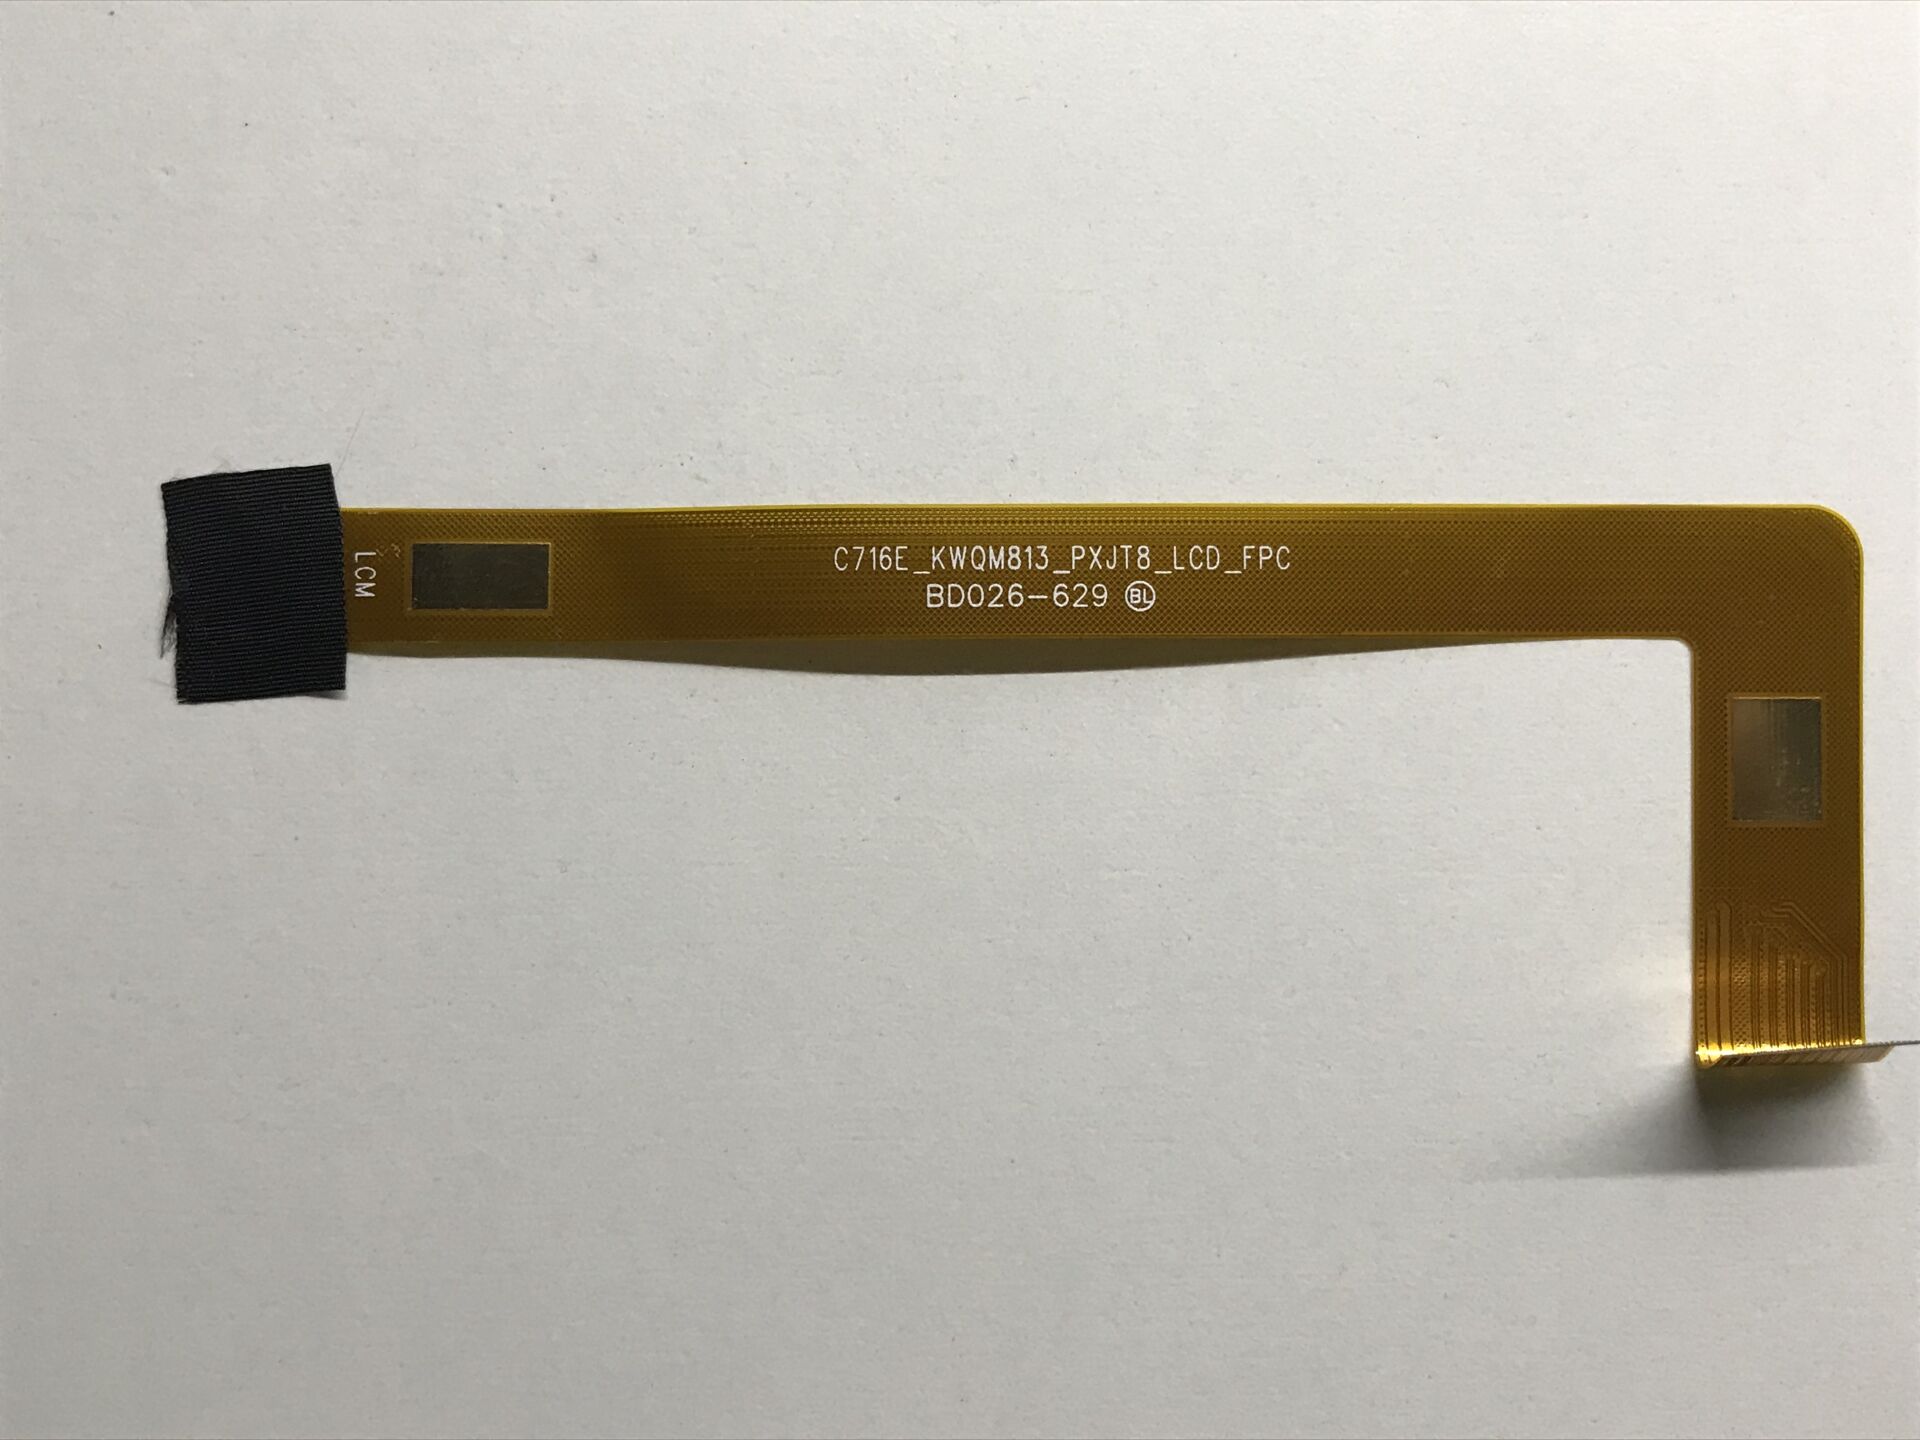 LCM
C716E_KWQM813_PXJT8_LCD_FPC
BD026-629 BL